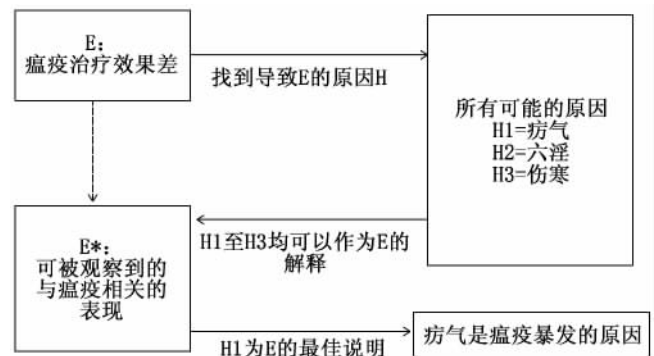 E：
瘟疫治疗效果差
找到导致E的原因H
所有可能的原因
H1=疠气
H2=六淫
H3=伤寒
H1至H3均可以作为E的
解释
E*：
可被观察到的
与瘟疫相关的
表现
H1为E的最佳说明
疠气是瘟疫暴发的原因